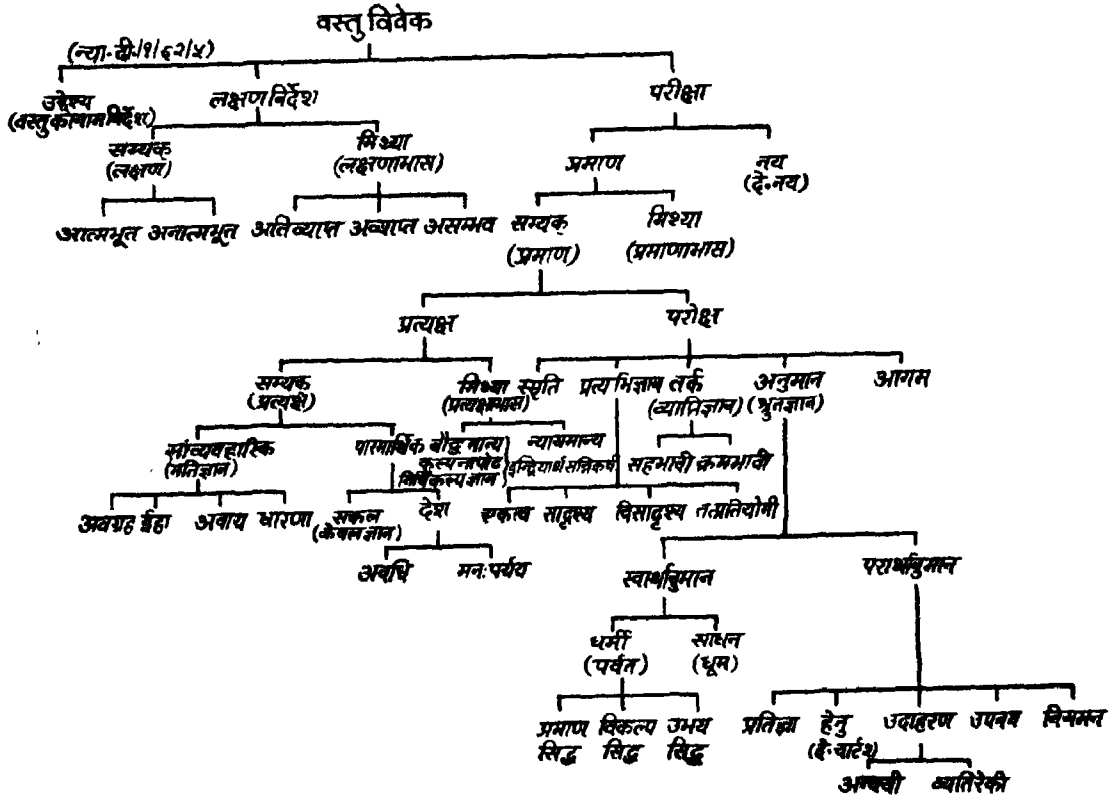 वस्तु विवेक
(न्या.दी./१/६२/५)
उद्देश्य लक्षण निर्देश परीक्षा
(वस्तु का नाम निर्देश)
सम्यक् मिथ्या प्रमाण नय
(लक्षण) (लक्षणाभास) (दे.नय)
आत्मभूत अनात्मभूत अतिव्याप्त अव्याप्त असम्भव सम्यक् मिथ्या
(प्रमाण) (प्रमाणाभास)
प्रत्यक्ष परोक्ष
सम्यक् मिथ्या स्मृति प्रत्यभिज्ञान तर्क अनुमान आगम
(प्रत्यक्ष) (प्रत्यक्षाभास) (व्याप्तिज्ञान) (श्रुतज्ञान)
सांव्यवहारिक पारमार्थिक बौद्ध मान्य न्यायमान्य
(मतिज्ञान) कल्पनापोढ इन्द्रियार्थ सन्निकर्ष सहभावी क्रमभावी
निर्विकल्प ज्ञान
अवग्रह ईहा अवाय धारणा सकल देश एकत्व सादृश्य विसादृश्य तत्प्रतियोगी
(केवलज्ञान)
अवधि मनःपर्यय स्वार्थानुमान परार्थानुमान
धर्मी साधन
(पर्वत) (धूम)
प्रमाण विकल्प उभय प्रतिज्ञा हेतु उदाहरण उपनय निगमन
सिद्ध सिद्ध सिद्ध
अन्वयी व्यतिरेकी